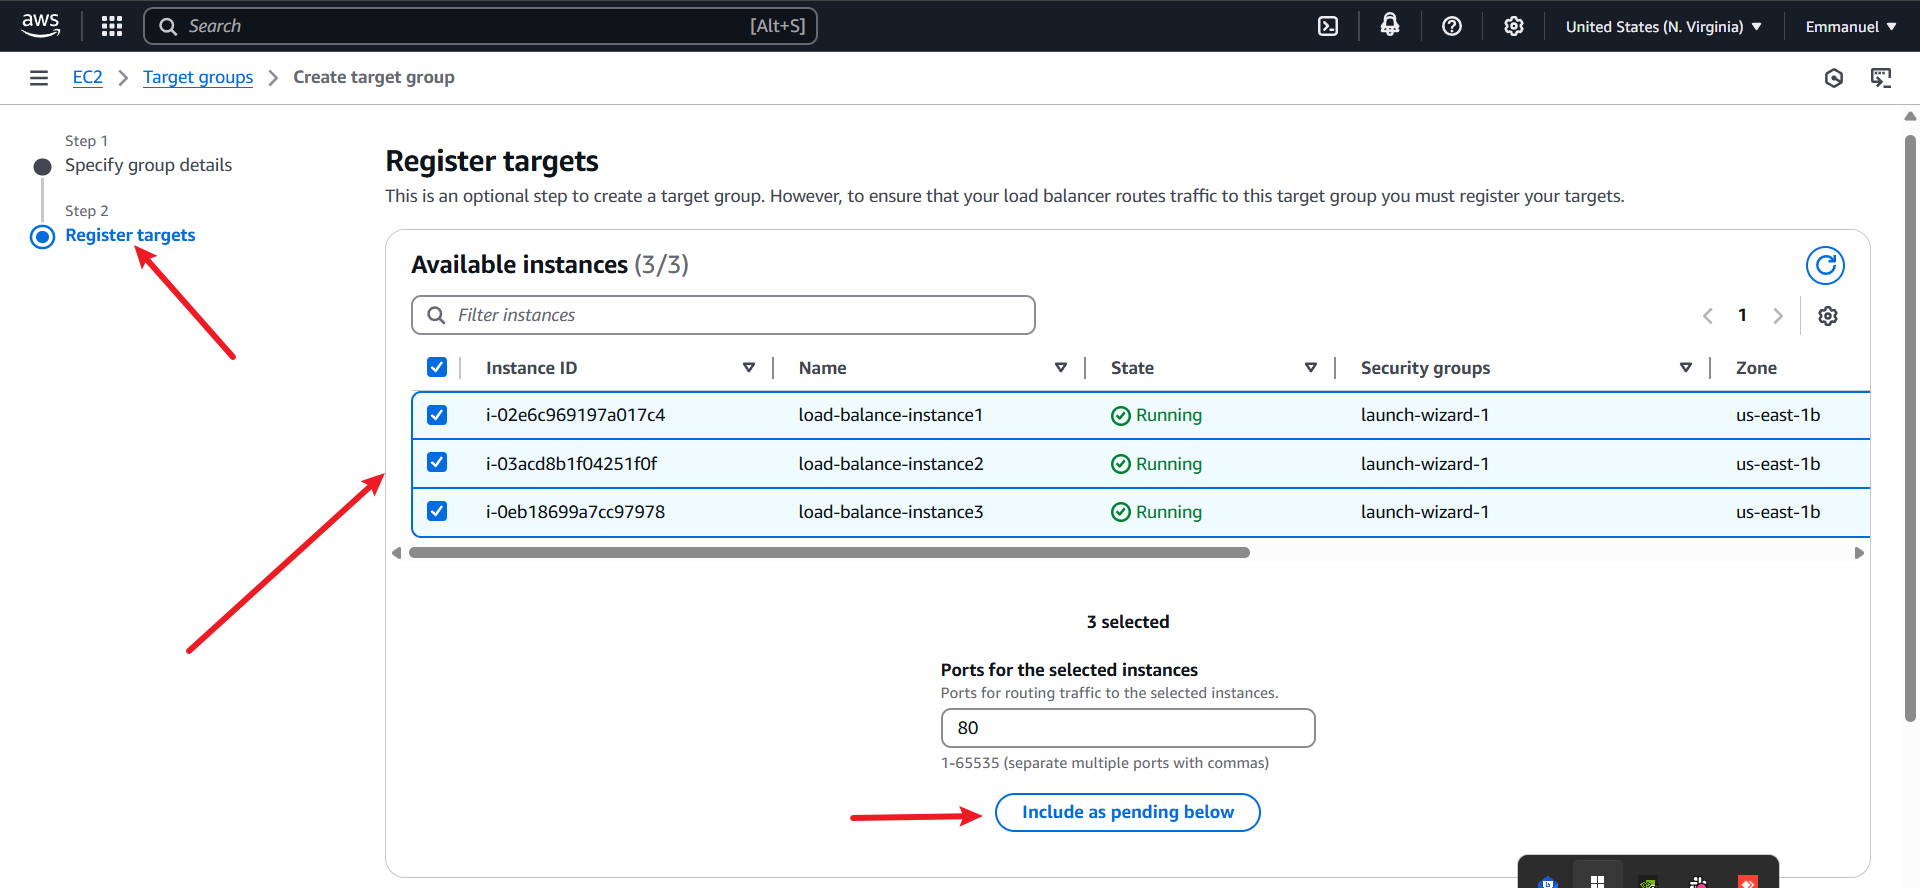 aws
Search [Alt+S]
United States (N. Virginia)
Emmanuel
EC2 Target groups Create target group
Step 1
Specify group details
Step 2
Register targets
Register targets
This is an optional step to create a target group. However, to ensure that your load balancer routes traffic to this target group you must register your targets.
Available instances (3/3)
Filter instances
1
Instance ID Name State Security groups Zone
i-02e6c969197a017c4 load-balance-instance1 Running launch-wizard-1 us-east-1b
i-03acd8b1f04251f0f load-balance-instance2 Running launch-wizard-1 us-east-1b
i-0eb18699a7cc97978 load-balance-instance3 Running launch-wizard-1 us-east-1b
3 selected
Ports for the selected instances
Ports for routing traffic to the selected instances.
80
1-65535 (separate multiple ports with commas)
Include as pending below